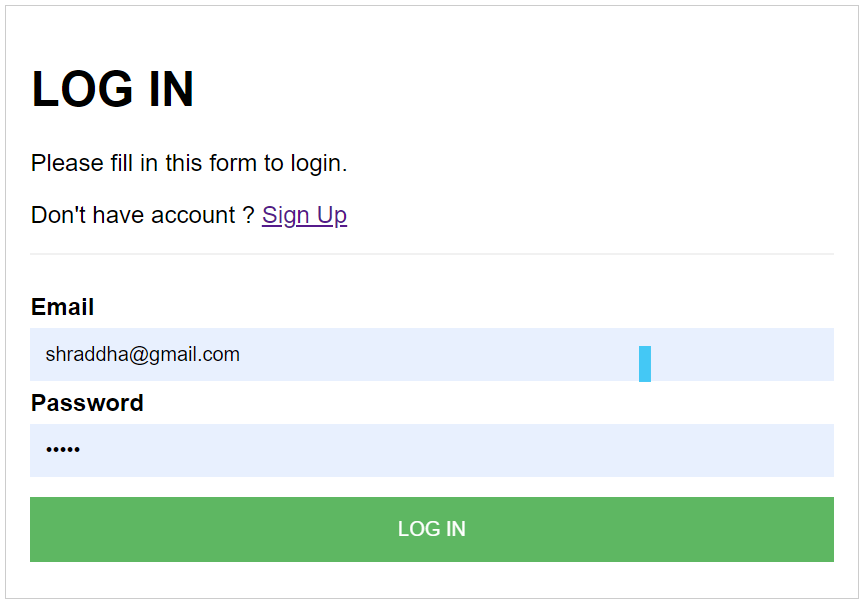 LOG IN
Please fill in this form to login.
Don't have account ? Sign Up
Email
shraddha@gmail.com
Password
•••••
LOG IN